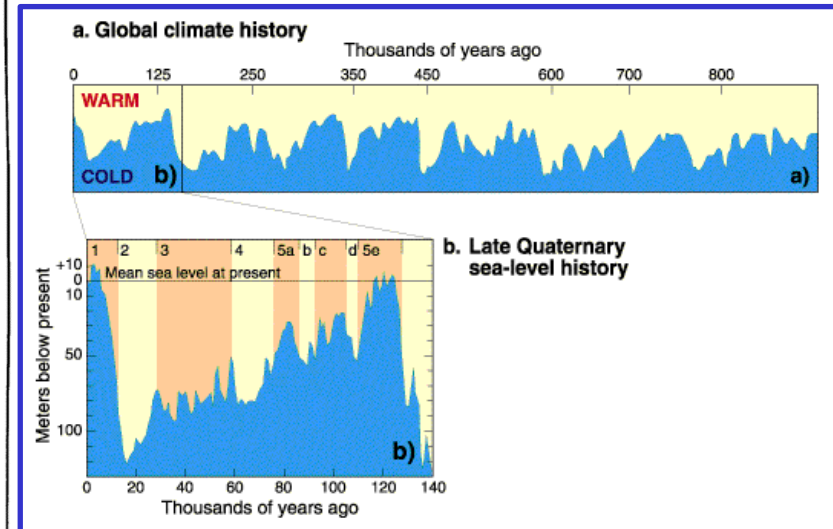 a. Global climate history
Thousands of years ago
0 125 250 350 450 600 700 800
WARM
COLD b) a)
b. Late Quaternary
sea-level history
1 2 3 4 5a b c d 5e
+10
0 Mean sea level at present
10
50
100
Meters below present
b)
0 20 40 60 80 100 120 140
Thousands of years ago